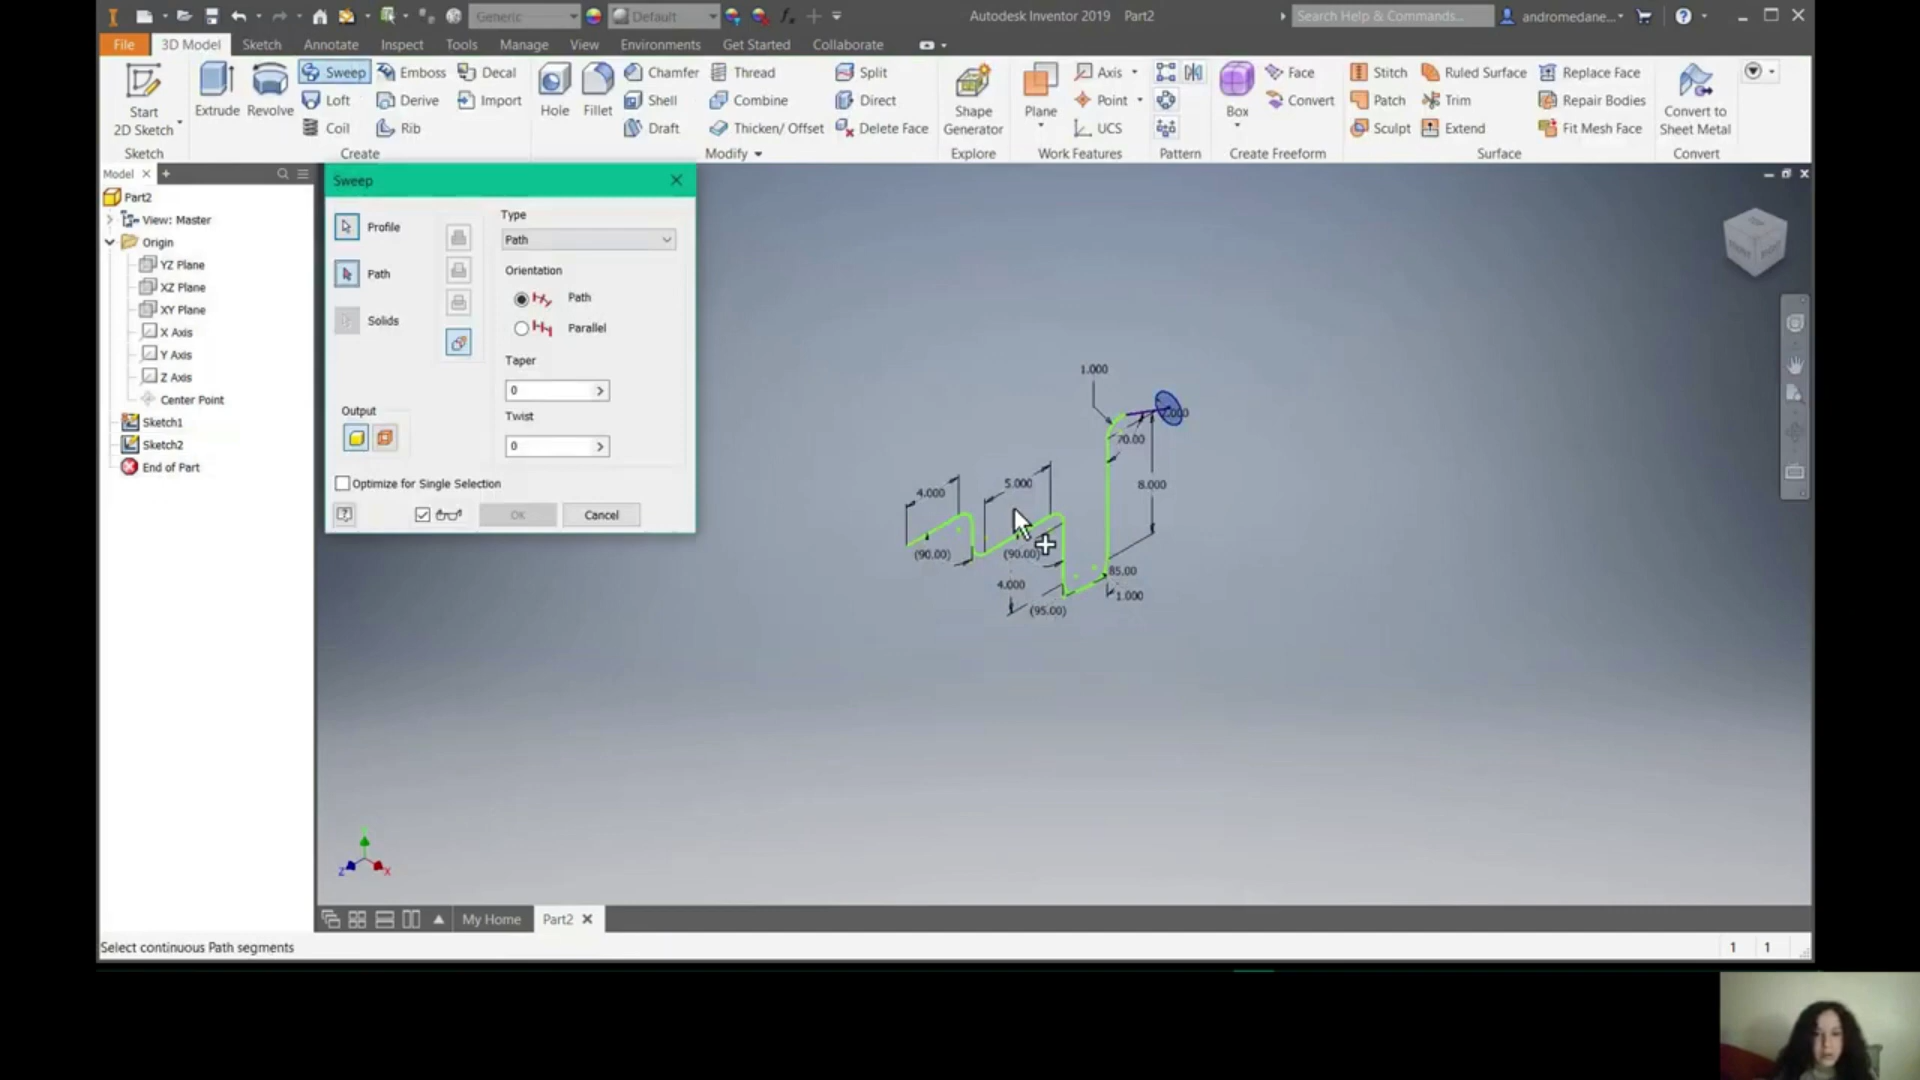 Generic
Default
Autodesk Inventor 2019 Part2
Search Help & Commands...
andromedane...
File 3D Model Sketch Annotate Inspect Tools Manage View Environments Get Started Collaborate
Start
2D Sketch
Extrude
Revolve
Sweep
Loft
Coil
Emboss
Derive
Rib
Decal
Import
Hole
Fillet
Chamfer
Shell
Draft
Thread
Combine
Thicken/ Offset
Split
Direct
Delete Face
Shape
Generator
Plane
Axis
Point
UCS
Box
Face
Convert
Stitch
Patch
Sculpt
Ruled Surface
Trim
Extend
Replace Face
Repair Bodies
Fit Mesh Face
Convert to
Sheet Metal
Sketch Create Modify Explore Work Features Pattern Create Freeform Surface Convert
Model
Part2
View: Master
Origin
YZ Plane
XZ Plane
XY Plane
X Axis
Y Axis
Z Axis
Center Point
Sketch1
Sketch2
End of Part
Sweep
Profile
Path
Solids
Output
Type
Path
Orientation
Path
Parallel
Taper
0
Twist
0
Optimize for Single Selection
OK
Cancel
1.000
70.00
8.000
5.000
4.000
(90.00)
(90.00)
4.000
85.00
1.000
(95.00)
Z
X
My Home Part2
Select continuous Path segments
1 1